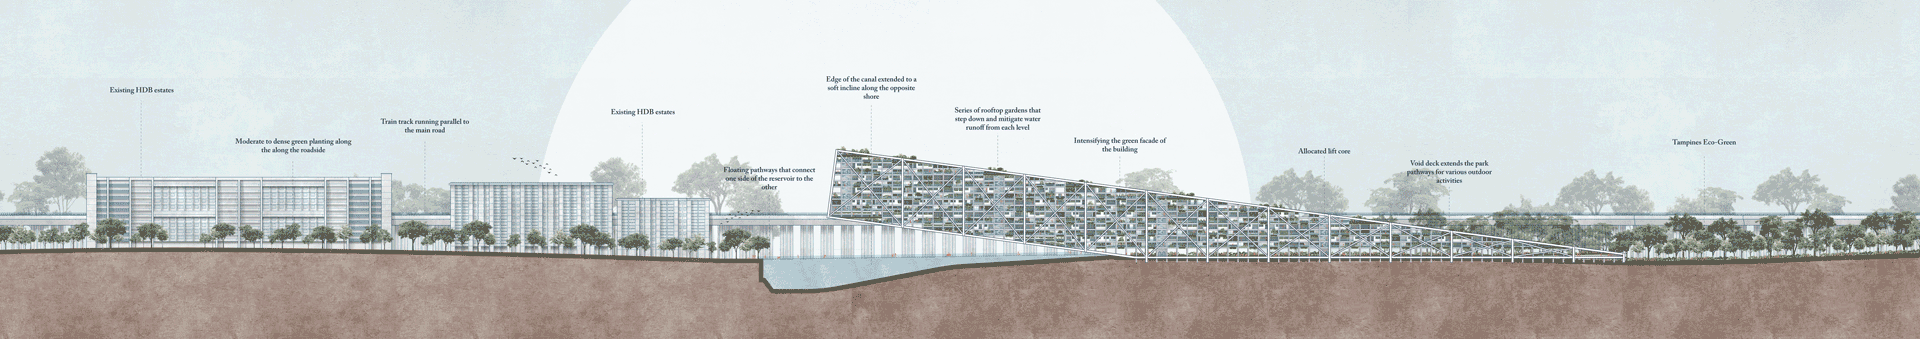 Existing HDB estates
Moderate to dense green planting along
the along the roadside
Train track running parallel to
the main road
Existing HDB estates
Floating pathways that connect
one side of the reservoir to the
other
Edge of the canal extended to a
soft incline along the opposite
shore
Series of rooftop gardens that
step down and mitigate water
runoff from each level
Intensifying the green facade of
the building
Allocated lift core
Void deck extends the park
pathways for various outdoor
activities
Tampines Eco-Green